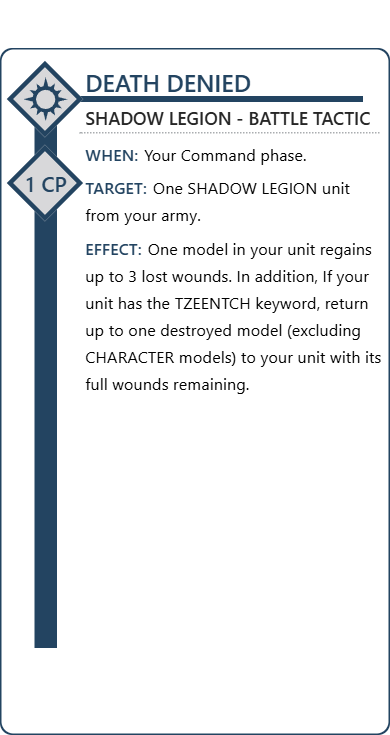 DEATH DENIED
SHADOW LEGION - BATTLE TACTIC
1 CP
WHEN: Your Command phase.
TARGET: One SHADOW LEGION unit
from your army.
EFFECT: One model in your unit regains
up to 3 lost wounds. In addition, If your
unit has the TZEENTCH keyword, return
up to one destroyed model (excluding
CHARACTER models) to your unit with its
full wounds remaining.